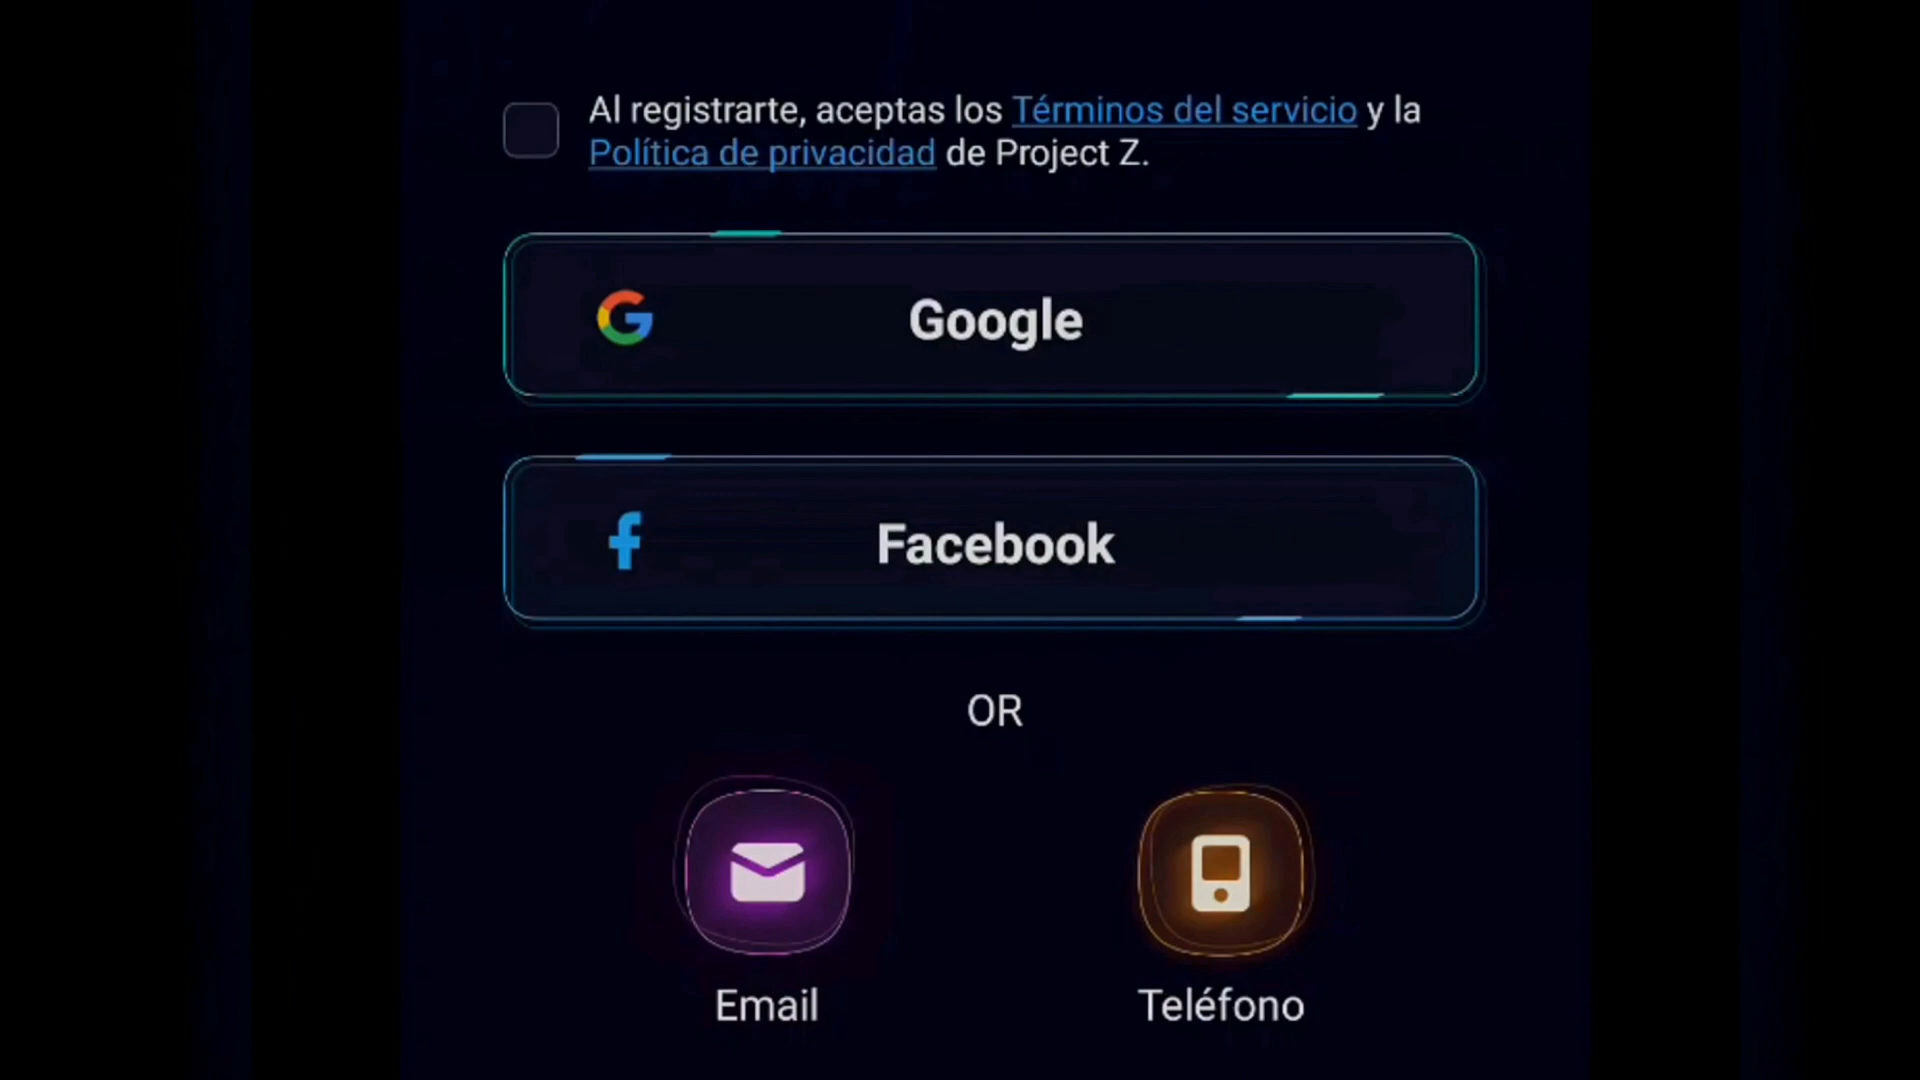 Al registrarte, aceptas los Términos del servicio y la
Política de privacidad de Project Z.
Google
Facebook
OR
Email
Teléfono